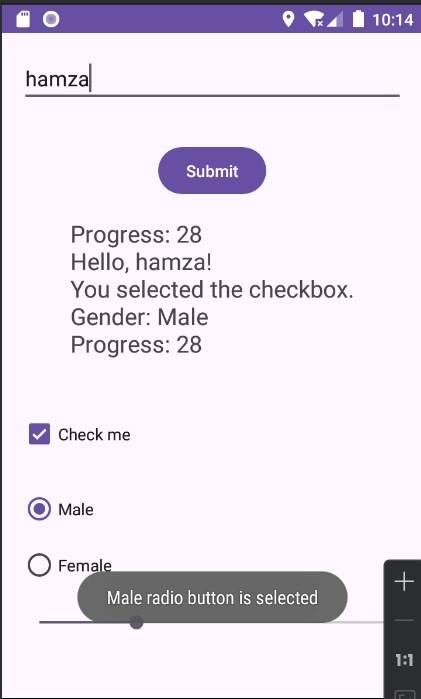 10:14
hamza
Submit
Progress: 28
Hello, hamza!
You selected the checkbox.
Gender: Male
Progress: 28
Check me
Male
Female
Male radio button is selected
1:1